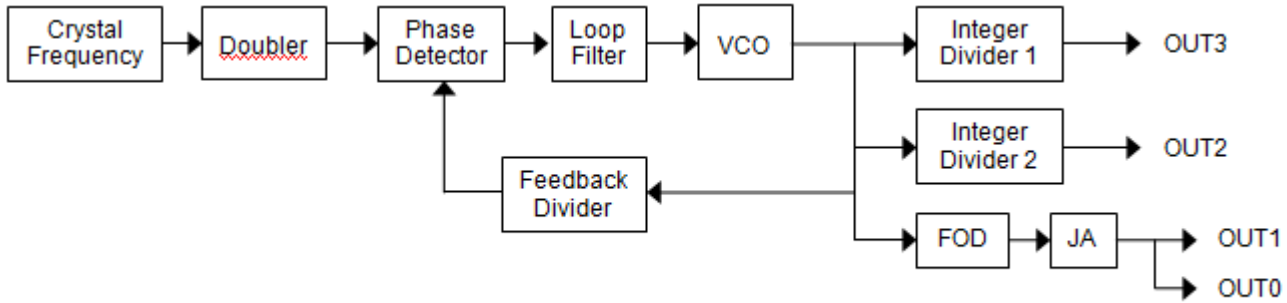 Crystal
Frequency
Doubler
Phase
Detector
Loop
Filter
VCO
Integer
Divider 1
OUT3
Integer
Divider 2
OUT2
Feedback
Divider
FOD
JA
OUT1
OUT0